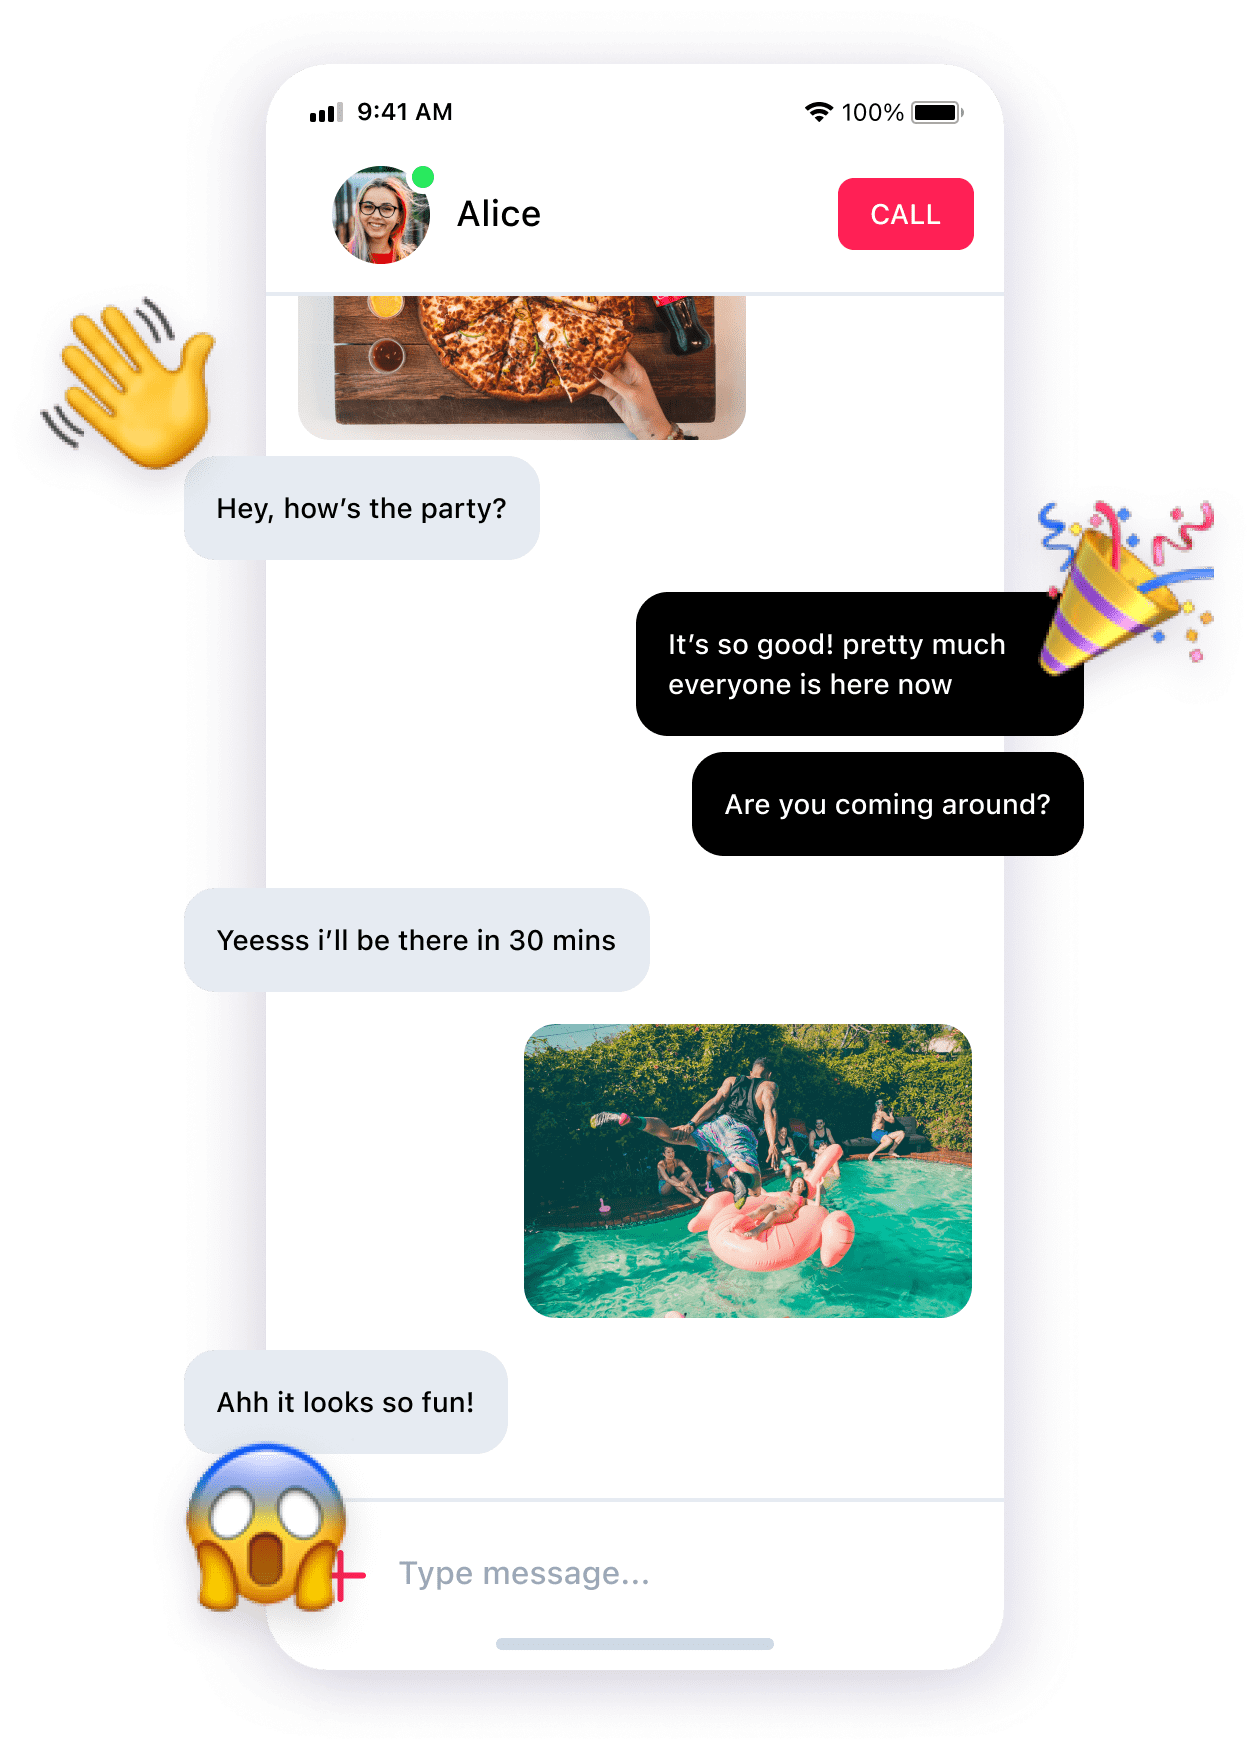 9:41 AM
100%
Alice
CALL
Hey, how’s the party?
It’s so good! pretty much
everyone is here now
Are you coming around?
Yeesss i’ll be there in 30 mins
Ahh it looks so fun!
Type message...